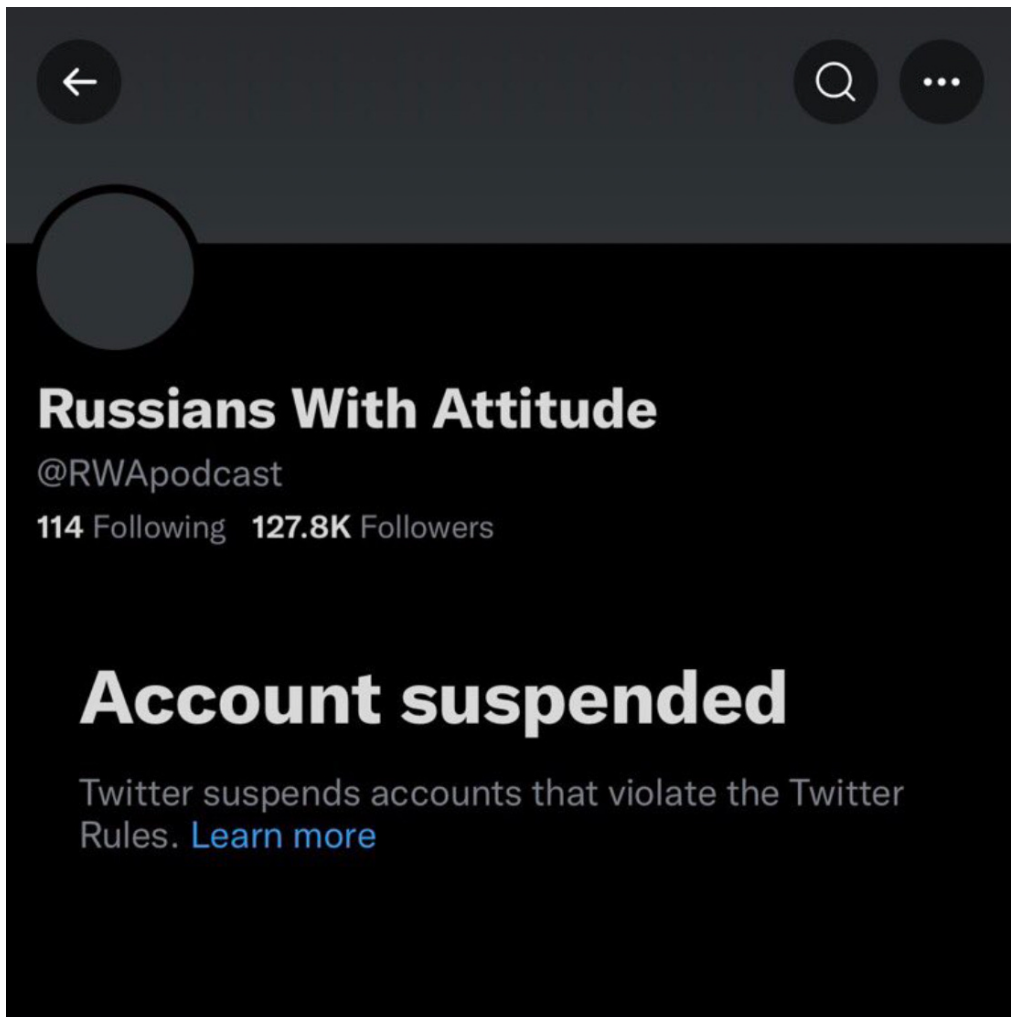 Russians With Attitude
@RWApodcast
114 Following 127.8K Followers
Account suspended
Twitter suspends accounts that violate the Twitter
Rules. Learn more